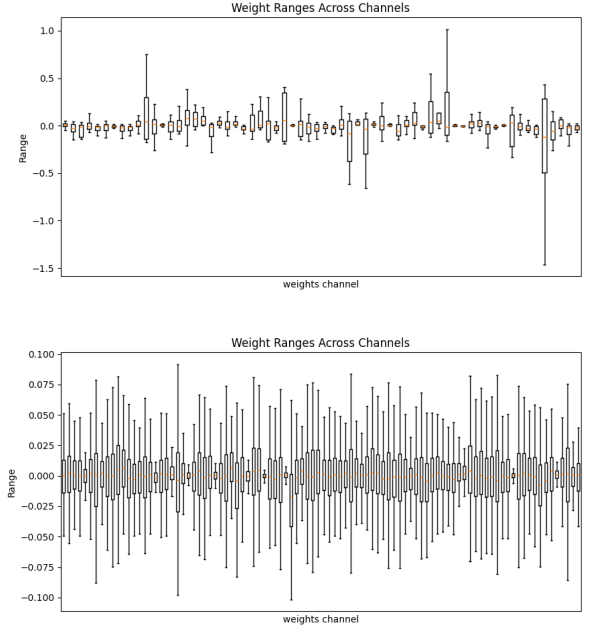 Weight Ranges Across Channels
1.0
0.5
0.0
−0.5
−1.0
−1.5
Range
weights channel
Weight Ranges Across Channels
0.100
0.075
0.050
0.025
0.000
−0.025
−0.050
−0.075
−0.100
Range
weights channel